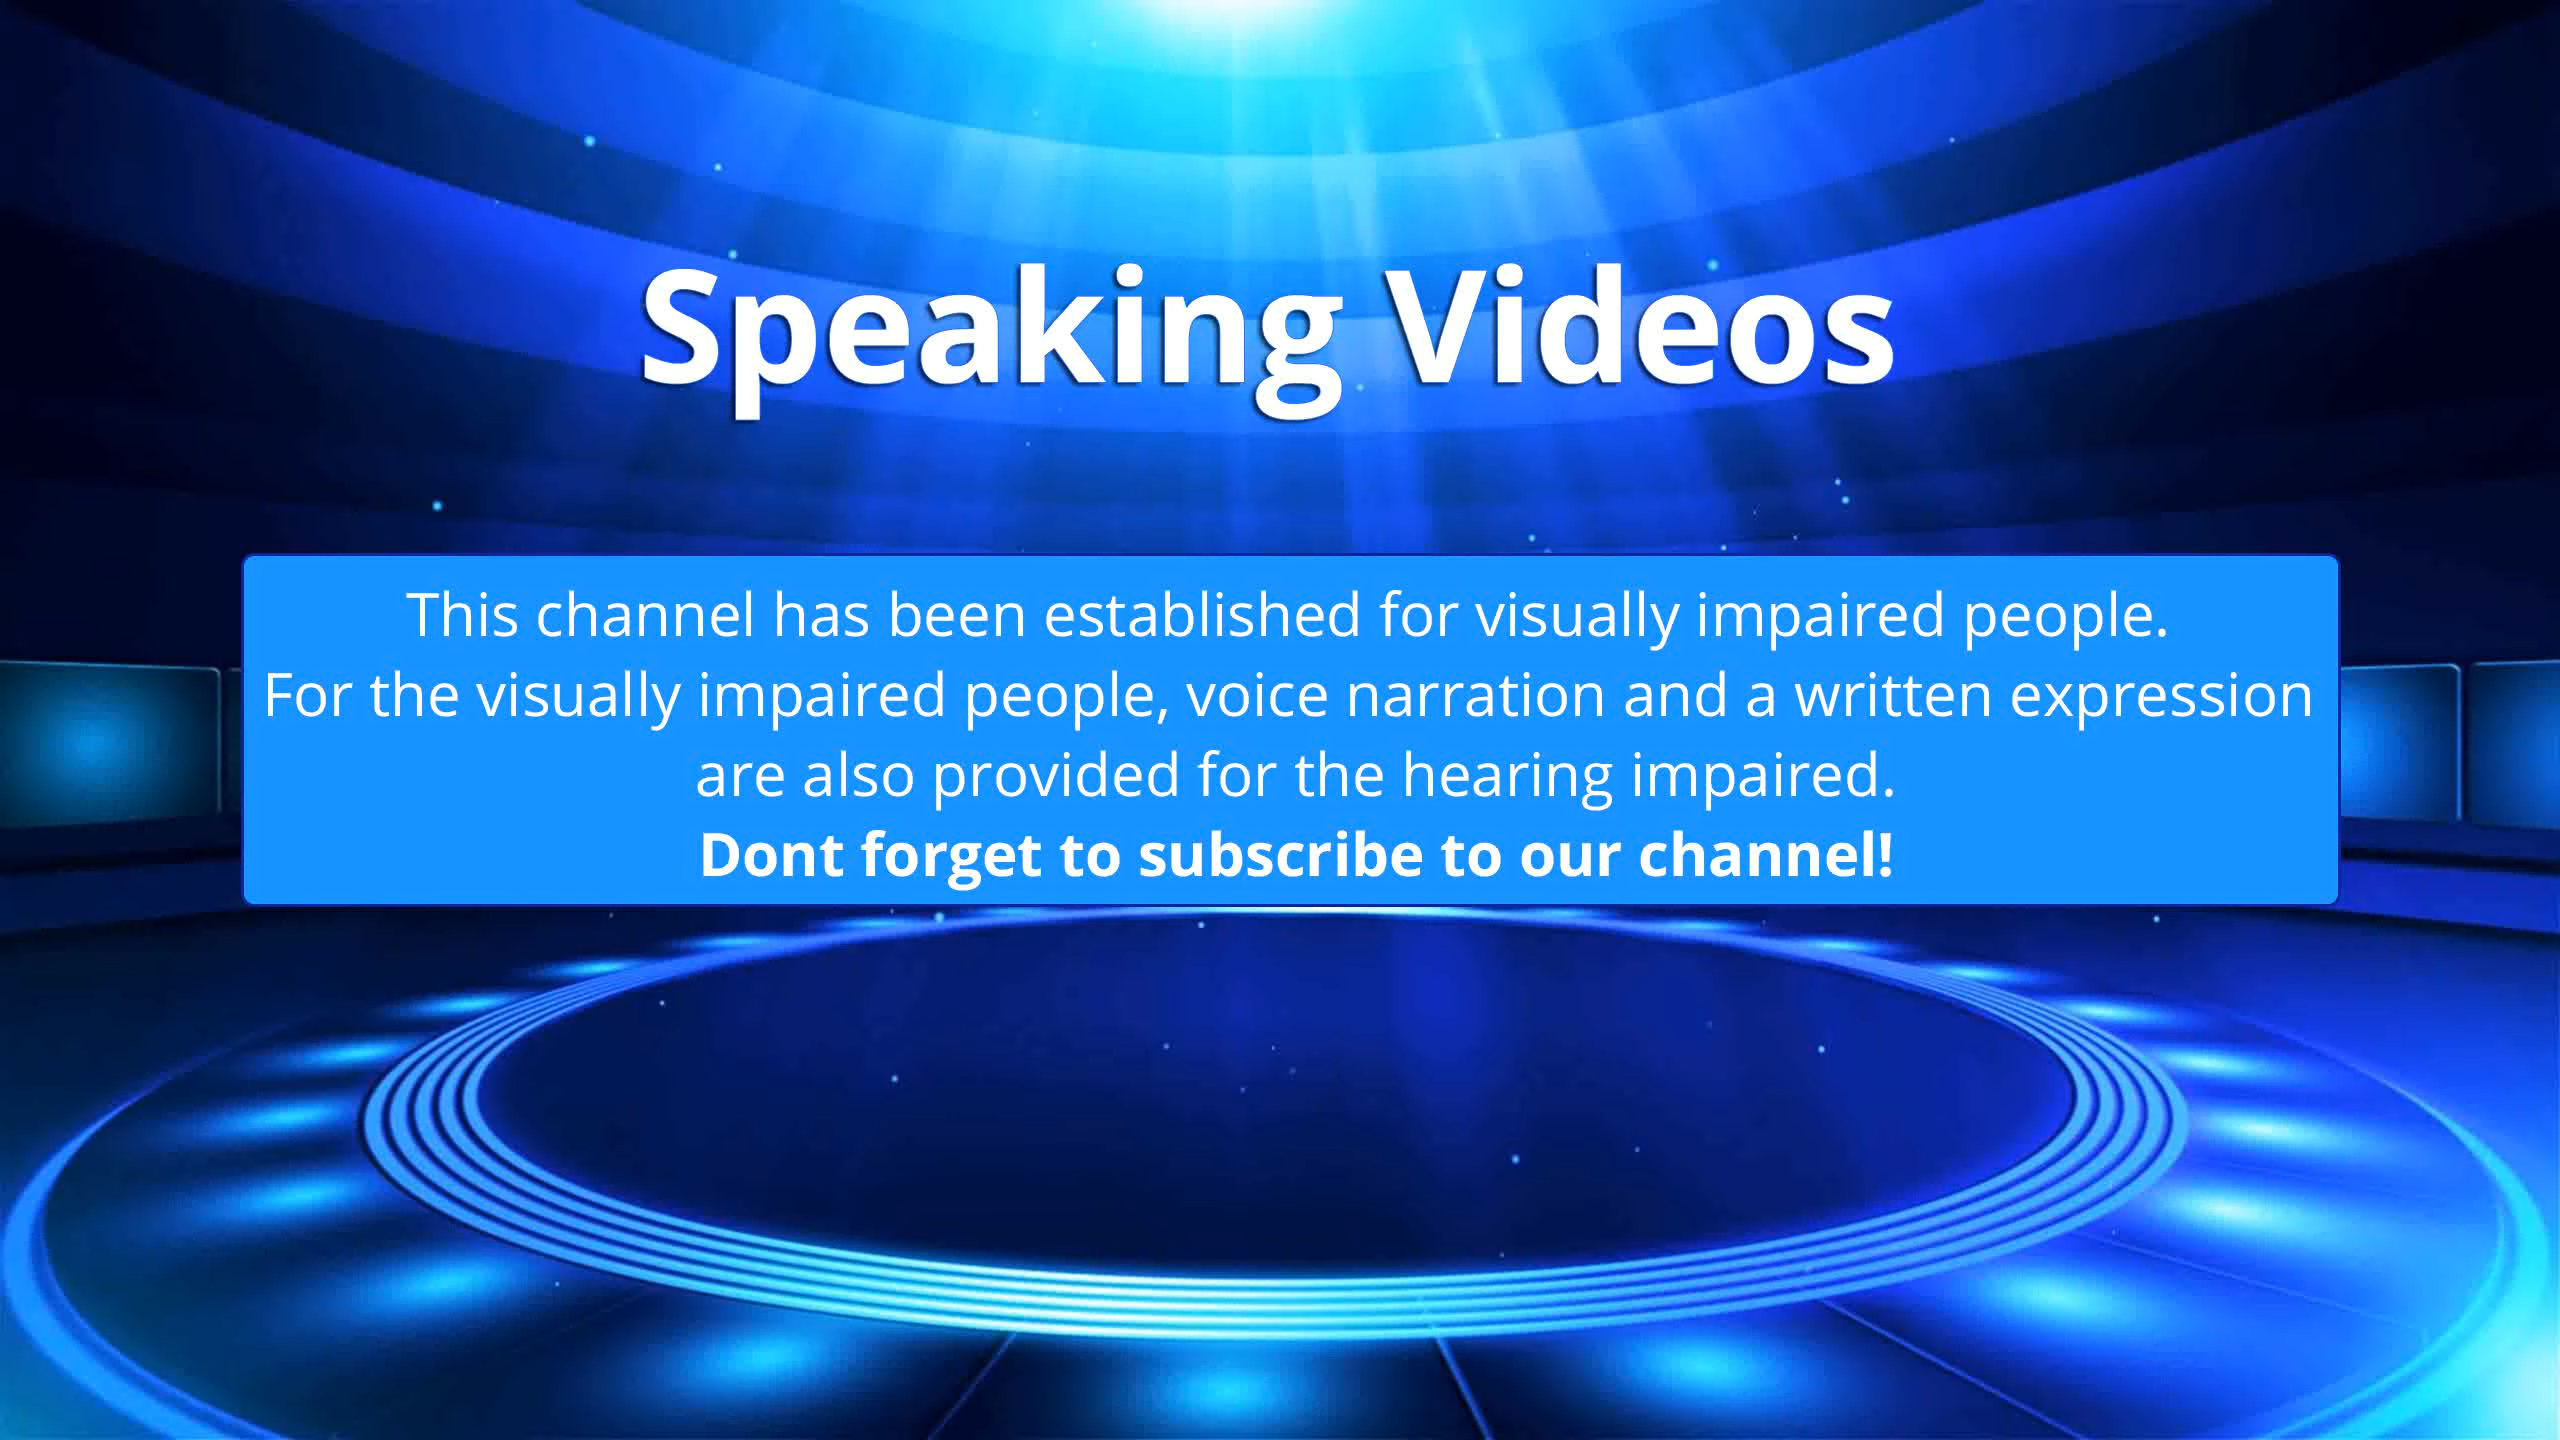 Speaking Videos
This channel has been established for visually impaired people.
For the visually impaired people, voice narration and a written expression
are also provided for the hearing impaired.
Dont forget to subscribe to our channel!